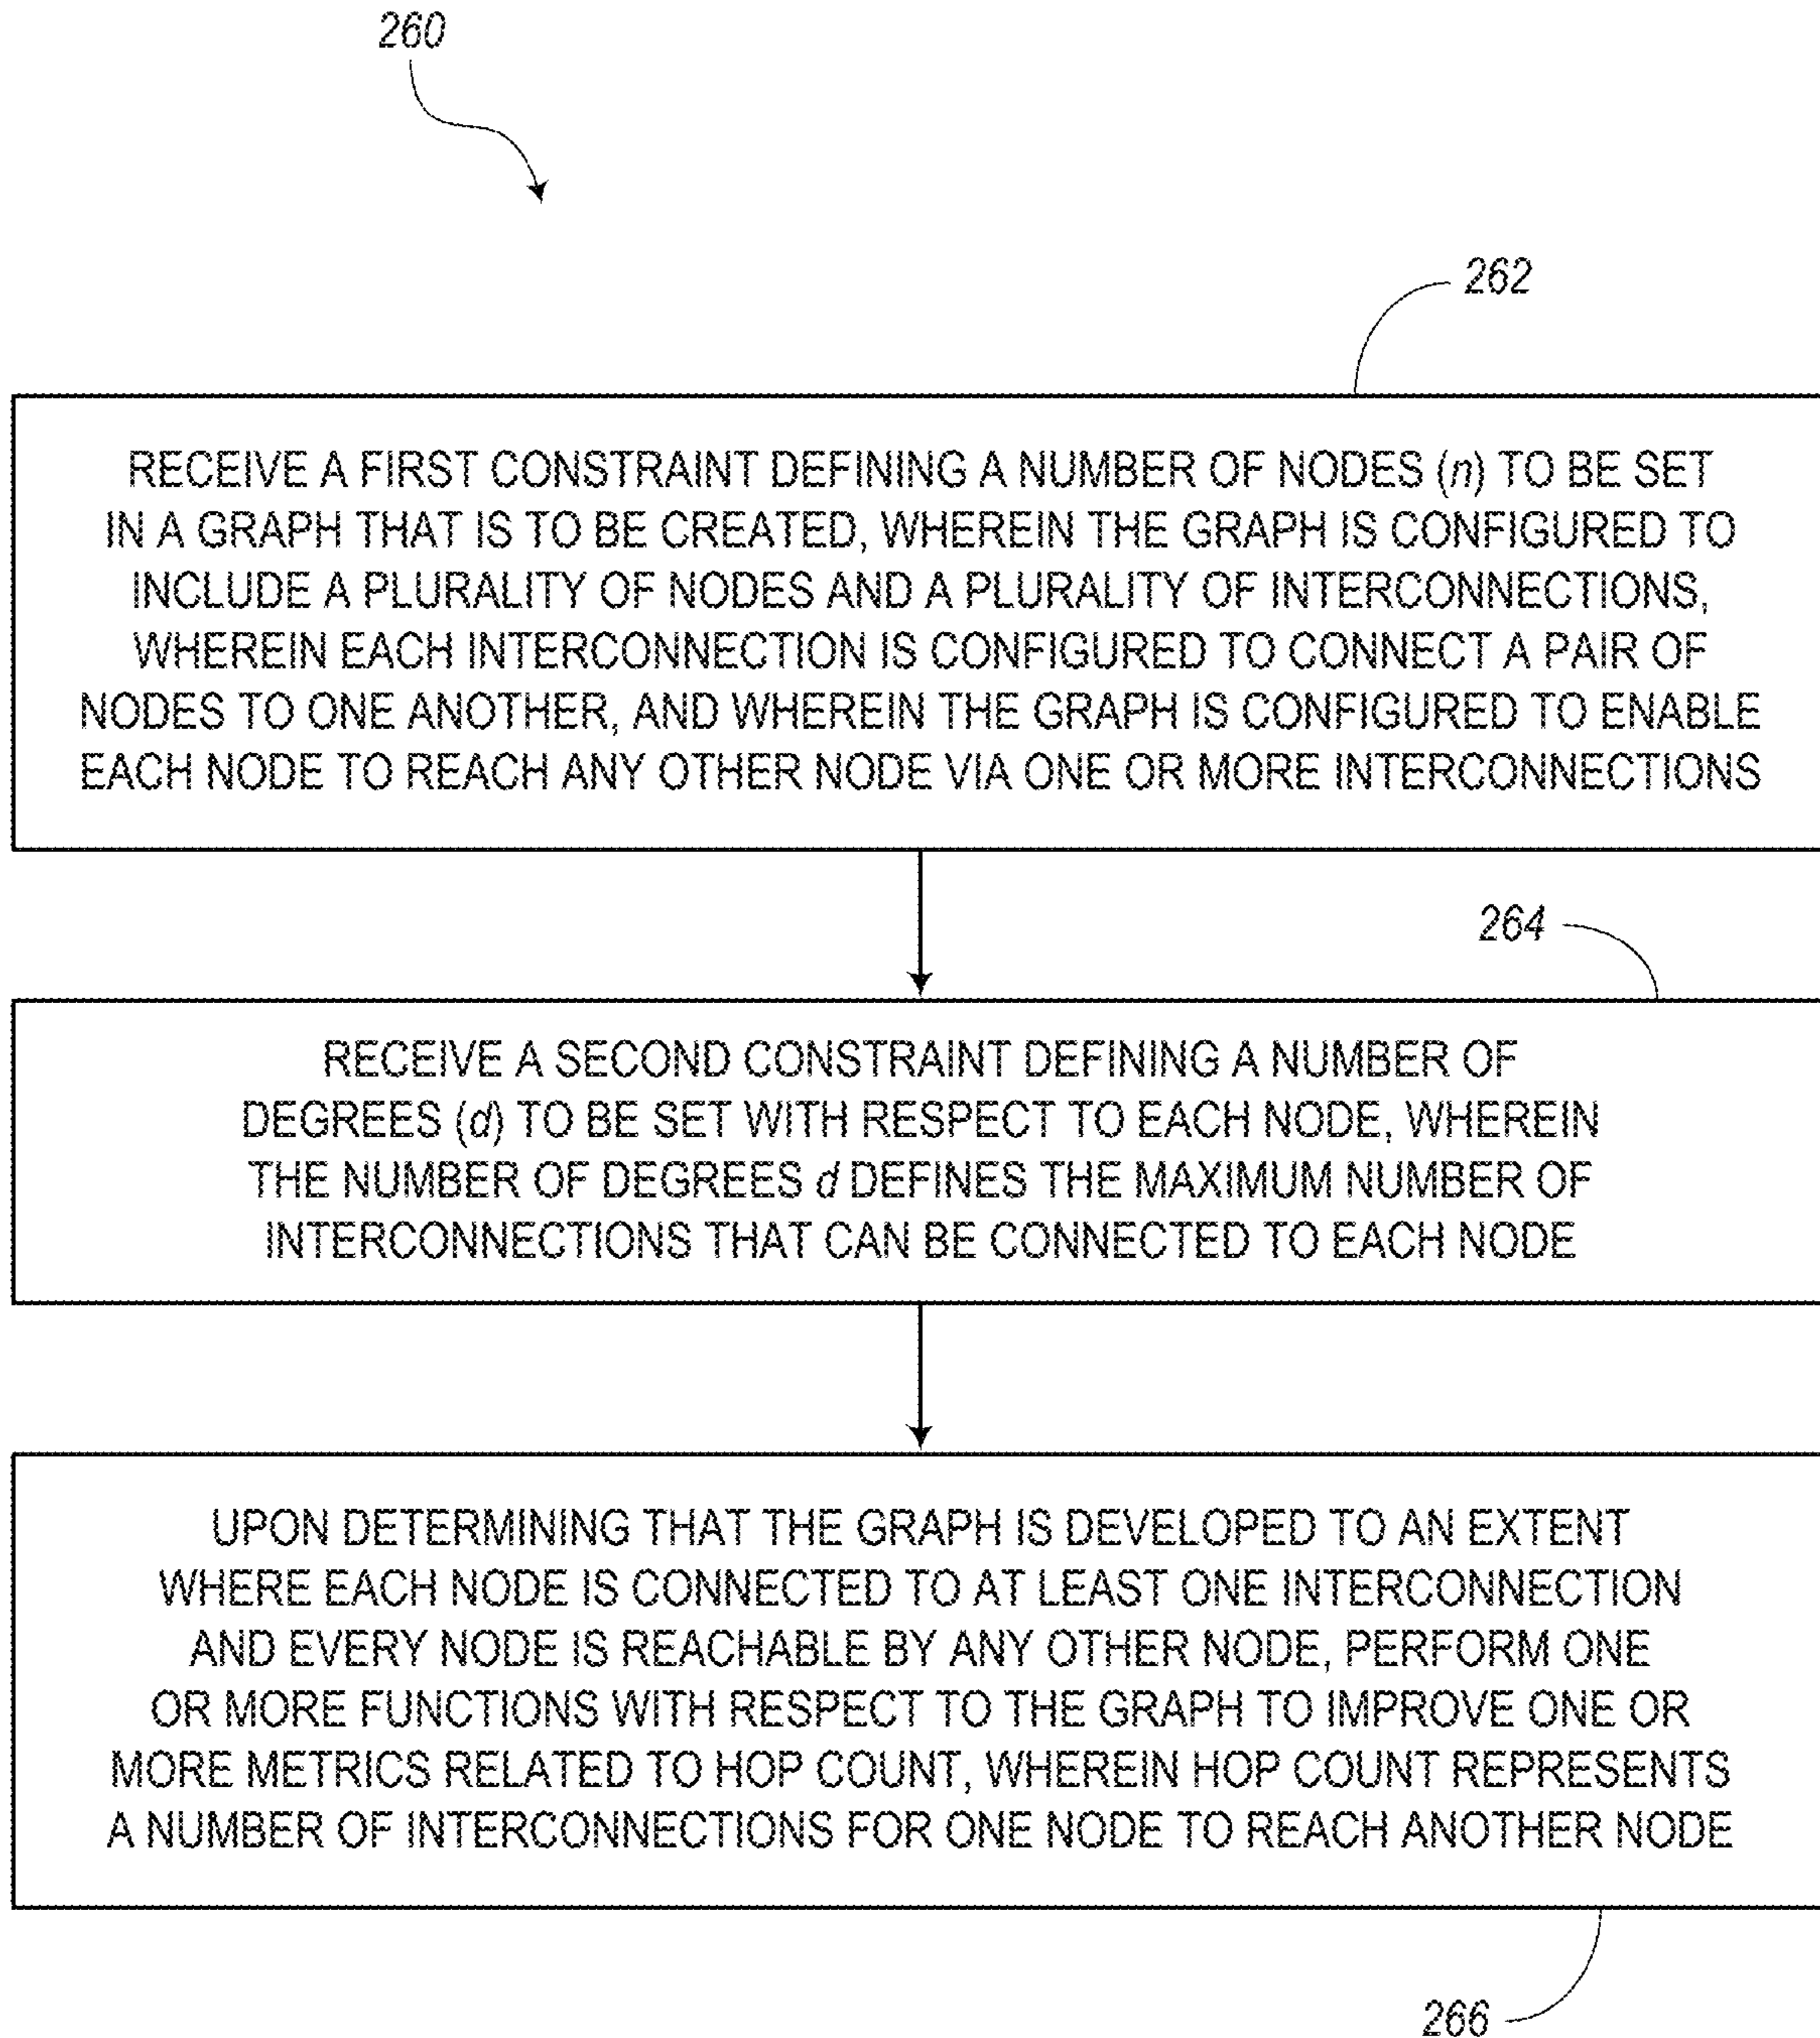 260
262
RECEIVE A FIRST CONSTRAINT DEFINING A NUMBER OF NODES (n) TO BE SET
IN A GRAPH THAT IS TO BE CREATED, WHEREIN THE GRAPH IS CONFIGURED TO
INCLUDE A PLURALITY OF NODES AND A PLURALITY OF INTERCONNECTIONS,
WHEREIN EACH INTERCONNECTION IS CONFIGURED TO CONNECT A PAIR OF
NODES TO ONE ANOTHER, AND WHEREIN THE GRAPH IS CONFIGURED TO ENABLE
EACH NODE TO REACH ANY OTHER NODE VIA ONE OR MORE INTERCONNECTIONS
264
RECEIVE A SECOND CONSTRAINT DEFINING A NUMBER OF
DEGREES (d) TO BE SET WITH RESPECT TO EACH NODE, WHEREIN
THE NUMBER OF DEGREES d DEFINES THE MAXIMUM NUMBER OF
INTERCONNECTIONS THAT CAN BE CONNECTED TO EACH NODE
UPON DETERMINING THAT THE GRAPH IS DEVELOPED TO AN EXTENT
WHERE EACH NODE IS CONNECTED TO AT LEAST ONE INTERCONNECTION
AND EVERY NODE IS REACHABLE BY ANY OTHER NODE, PERFORM ONE
OR MORE FUNCTIONS WITH RESPECT TO THE GRAPH TO IMPROVE ONE OR
MORE METRICS RELATED TO HOP COUNT, WHEREIN HOP COUNT REPRESENTS
A NUMBER OF INTERCONNECTIONS FOR ONE NODE TO REACH ANOTHER NODE
266